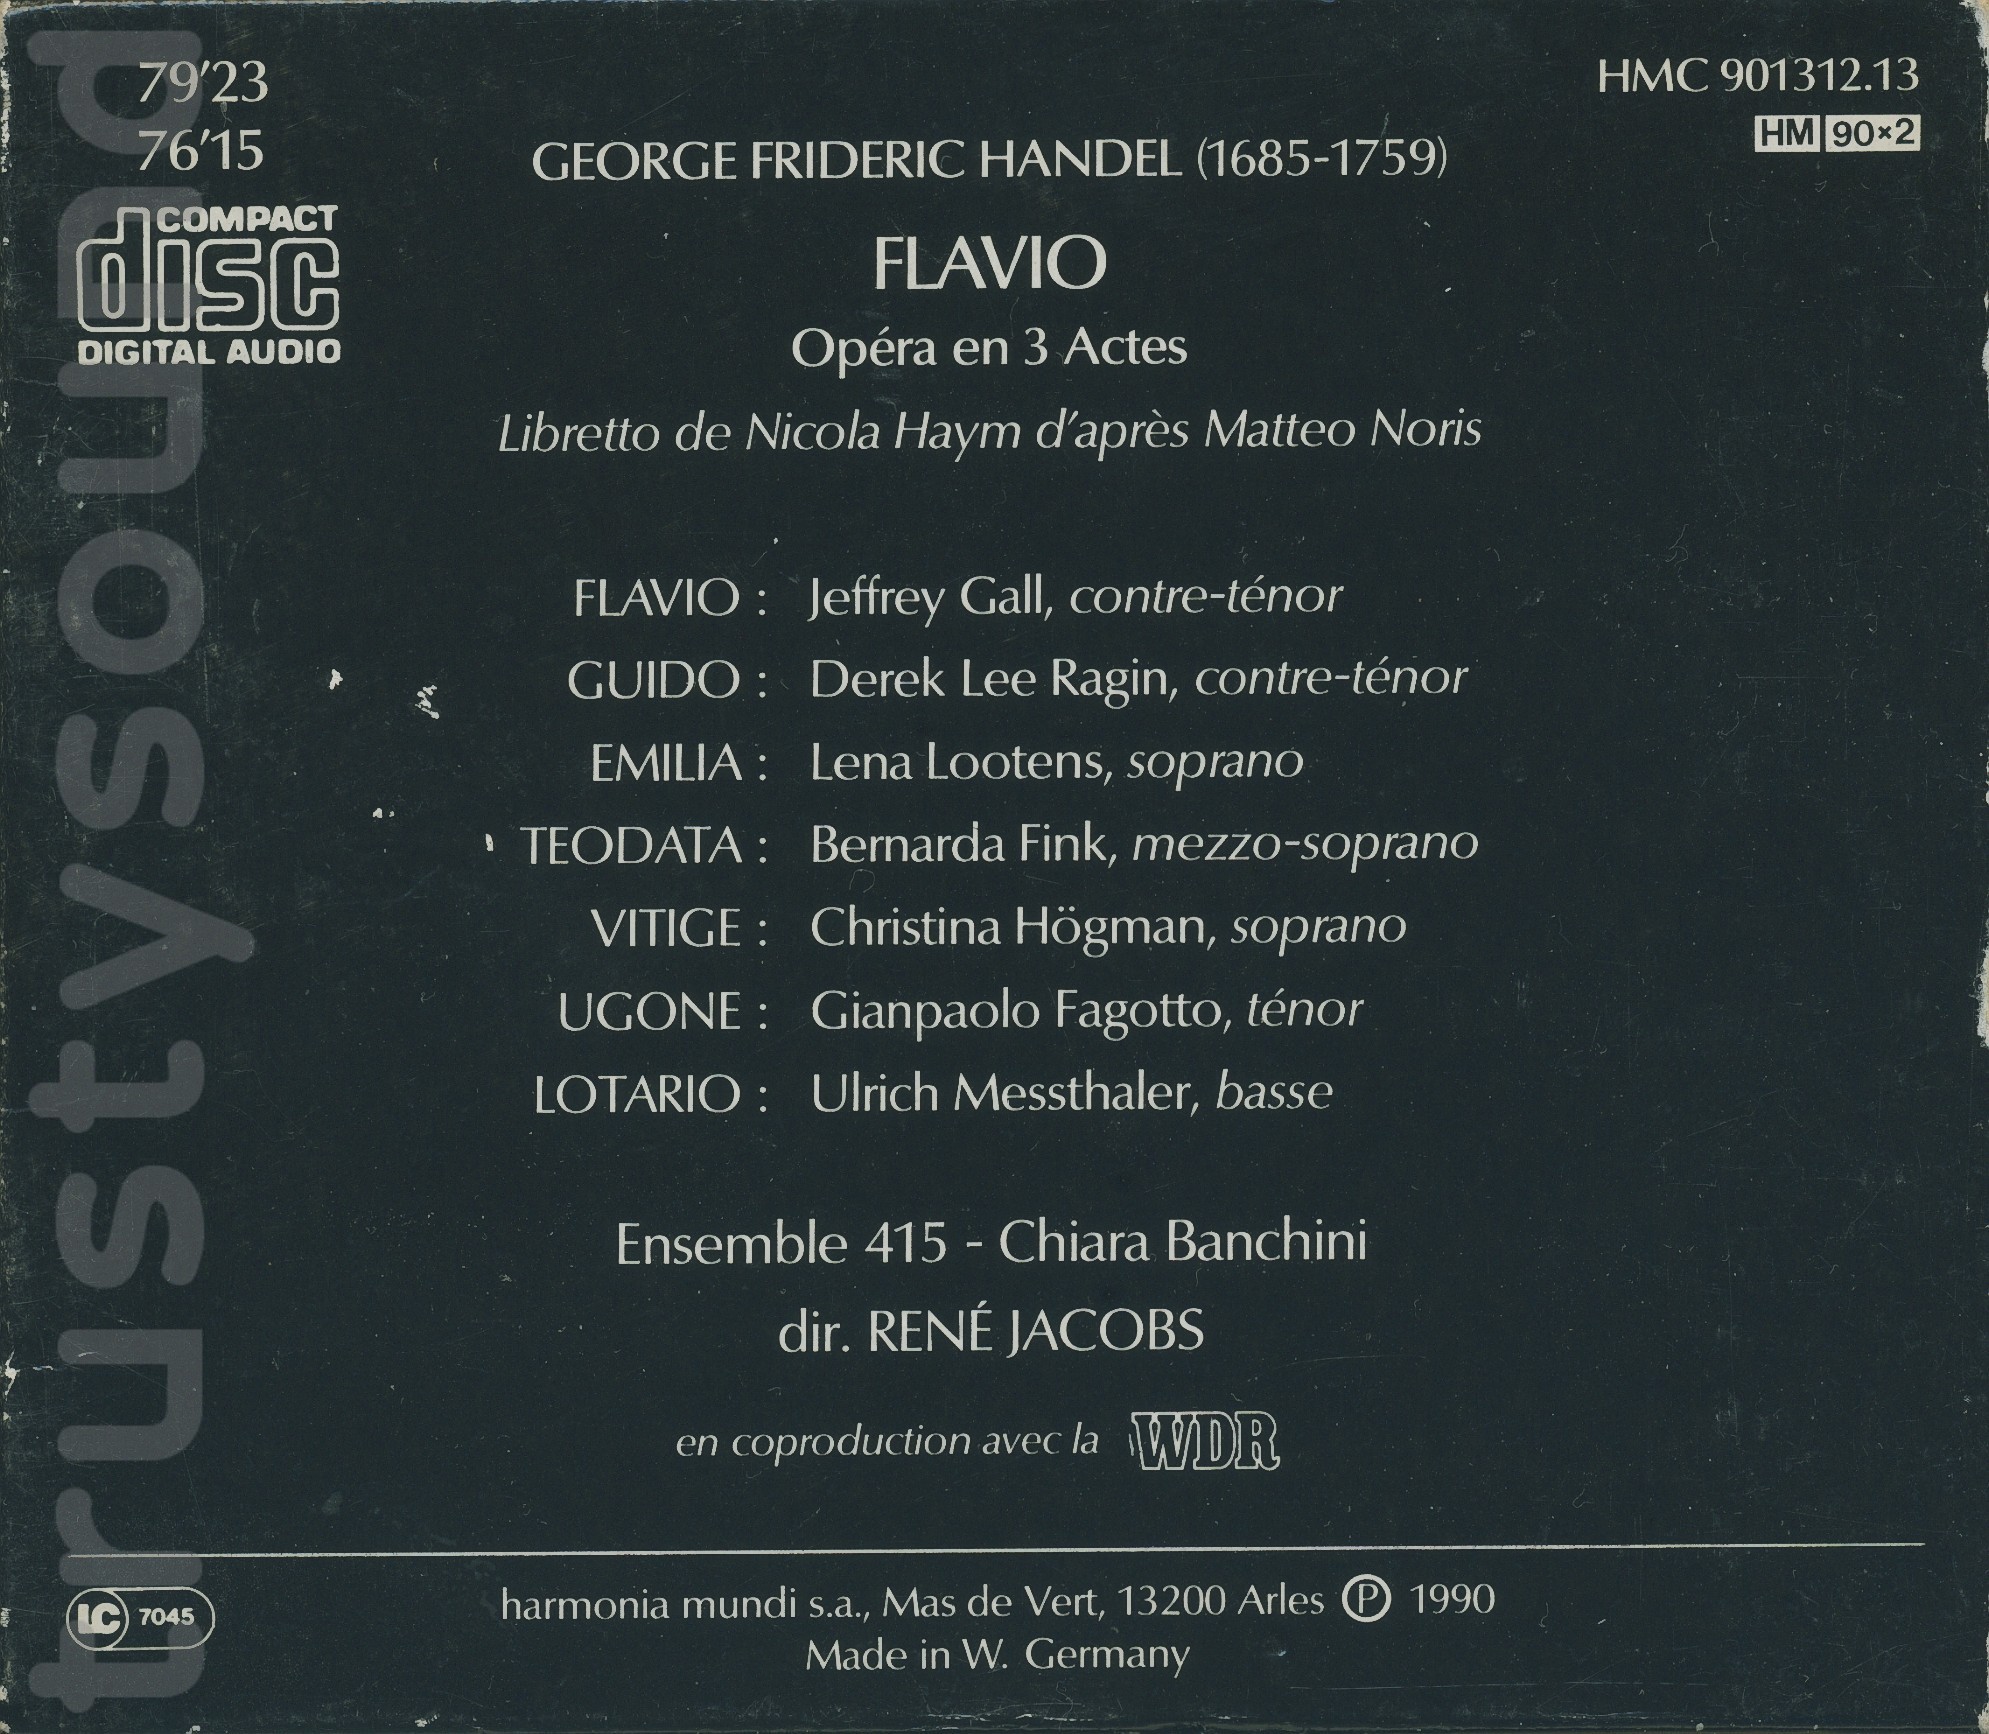 79'23
76'15
COMPACT
disc
DIGITAL AUDIO
HMC 901312.13
HM 90×2
GEORGE FRIDERIC HANDEL (1685-1759)
FLAVIO
Opéra en 3 Actes
Libretto de Nicola Haym d'après Matteo Noris
FLAVIO : Jeffrey Gall, contre-ténor
GUIDO : Derek Lee Ragin, contre-ténor
EMILIA : Lena Lootens, soprano
TEODATA : Bernarda Fink, mezzo-soprano
VITIGE : Christina Högman, soprano
UGONE : Gianpaolo Fagotto, ténor
LOTARIO : Ulrich Messthaler, basse
Ensemble 415 - Chiara Banchini
dir. RENÉ JACOBS
en coproduction avec la WDR
LC 7045
harmonia mundi s.a., Mas de Vert, 13200 Arles Ⓟ 1990
Made in W. Germany
trustysound